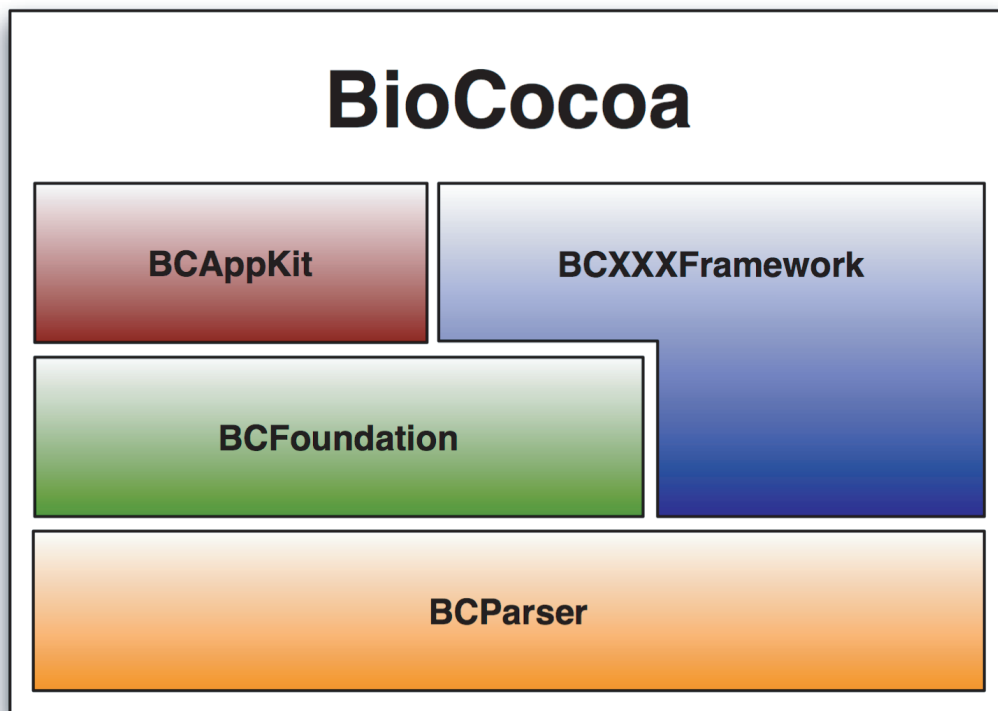 BioCocoa
BCAppKit
BCXXXFramework
BCFoundation
BCParser